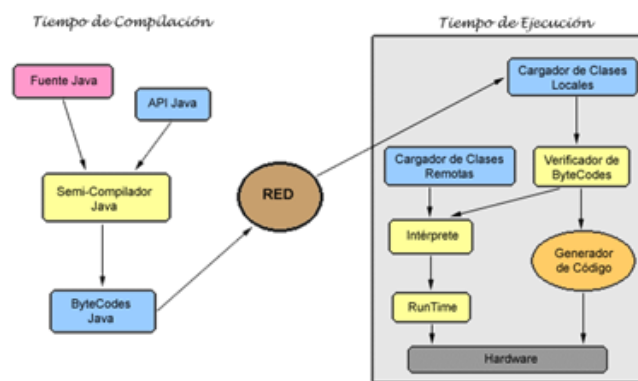 Tiempo de Compilación
Tiempo de Ejecución
Fuente Java
API Java
Semi-Compilador
Java
ByteCodes
Java
RED
Cargador de Clases
Locales
Cargador de Clases
Remotas
Verificador de
ByteCodes
Intérprete
Generador
de Código
RunTime
Hardware